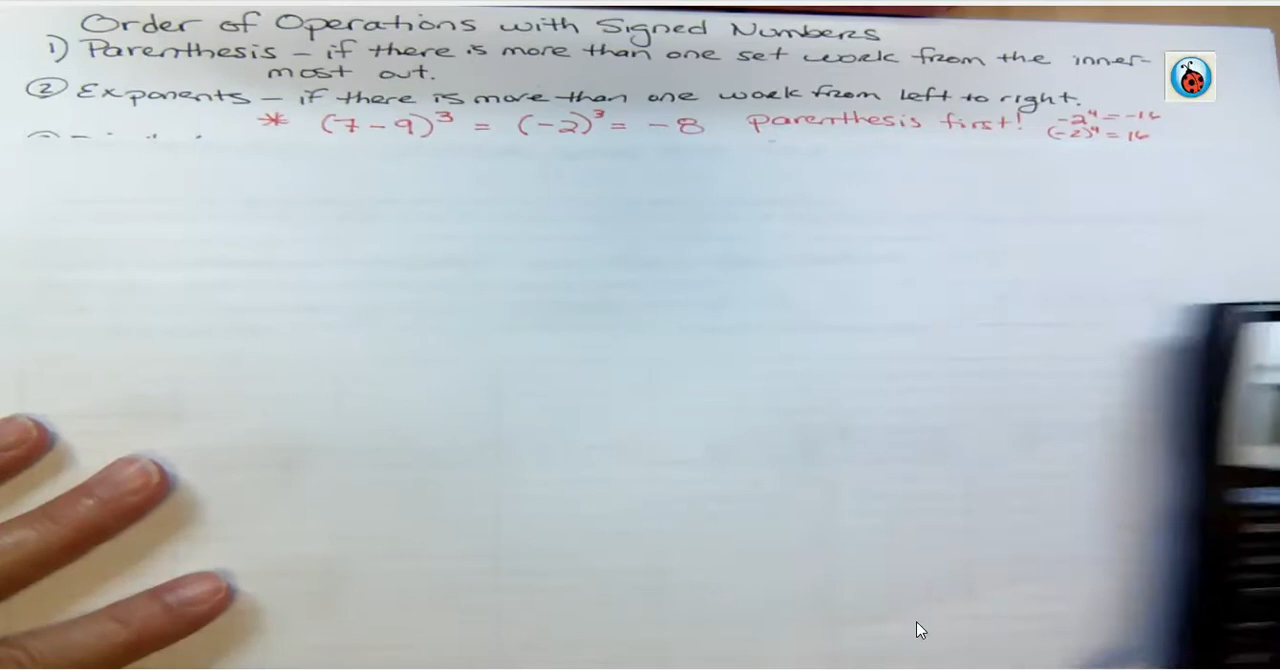 Order of Operations with Signed Numbers
1) Parenthesis – if there is more than one set work from the inner-
most out.
② Exponents – if there is more than one work from left to right.
* (7-9)³ = (-2)³ = -8 parenthesis first! -2⁴ = -16
(-2)⁴ = 16